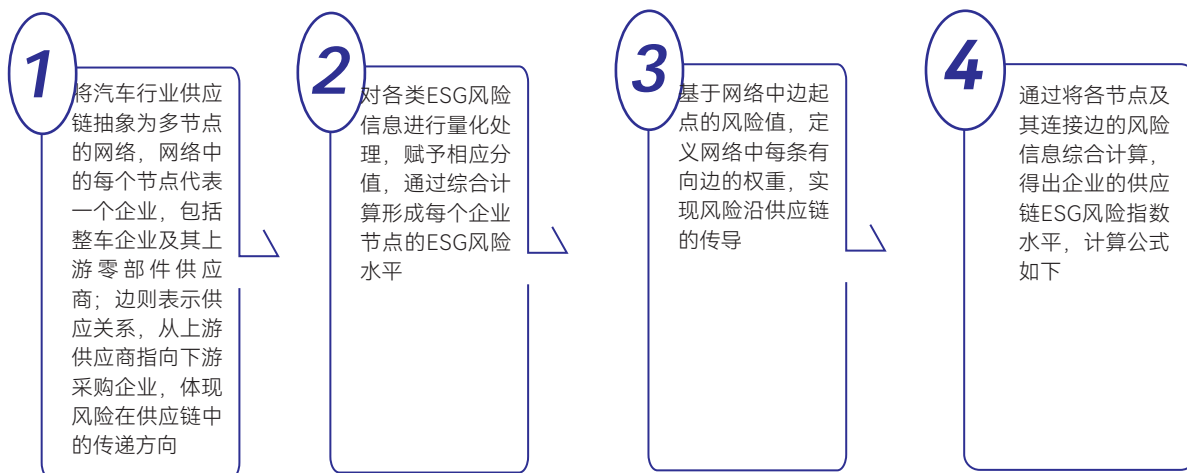 1
将汽车行业供应
链抽象为多节点
的网络，网络中
的每个节点代表
一个企业，包括
整车企业及其上
游零部件供应
商；边则表示供
应关系，从上游
供应商指向下游
采购企业，体现
风险在供应链中
的传递方向
2
对各类ESG风险
信息进行量化处
理，赋予相应分
值，通过综合计
算形成每个企业
节点的ESG风险
水平
3
基于网络中边起
点的风险值，定
义网络中每条有
向边的权重，实
现风险沿供应链
的传导
4
通过将各节点及
其连接边的风险
信息综合计算，
得出企业的供应
链ESG风险指数
水平，计算公式
如下